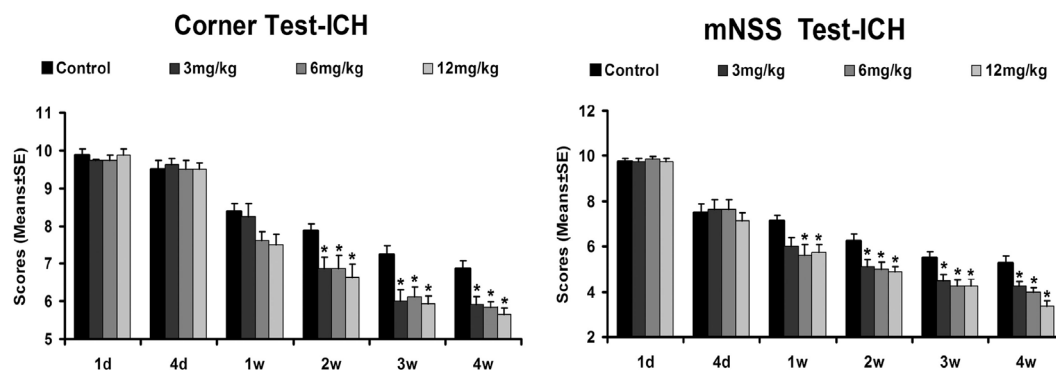 Corner Test-ICH
Control 3mg/kg 6mg/kg 12mg/kg
Scores (Means±SE)
11
10
9
8
7
6
5
* * *
* * *
* * *
1d 4d 1w 2w 3w 4w
mNSS Test-ICH
Control 3mg/kg 6mg/kg 12mg/kg
Scores (Means±SE)
12
10
8
6
4
2
* *
* * *
* * *
* * *
1d 4d 1w 2w 3w 4w